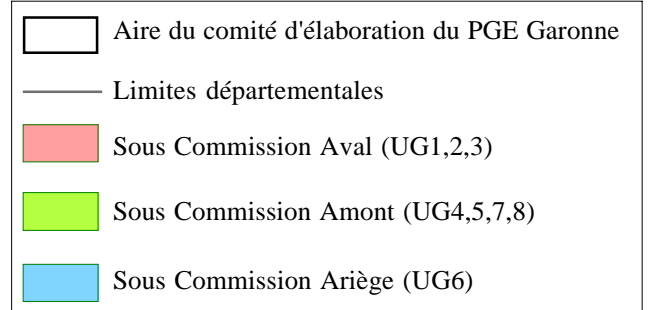 Aire du comité d'élaboration du PGE Garonne
Limites départementales
Sous Commission Aval (UG1,2,3)
Sous Commission Amont (UG4,5,7,8)
Sous Commission Ariège (UG6)